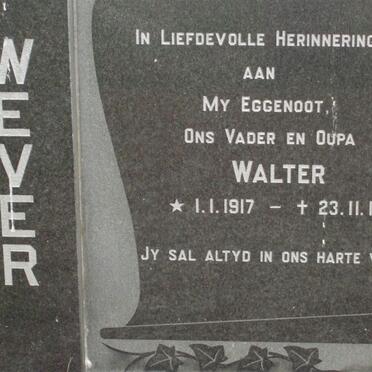 WEVER
IN LIEFDEVOLLE HERINNERING
AAN
MY EGGENOOT,
ONS VADER EN OUPA
WALTER
★ 1.1.1917 – ✝ 23.11.1
JY SAL ALTYD IN ONS HARTE